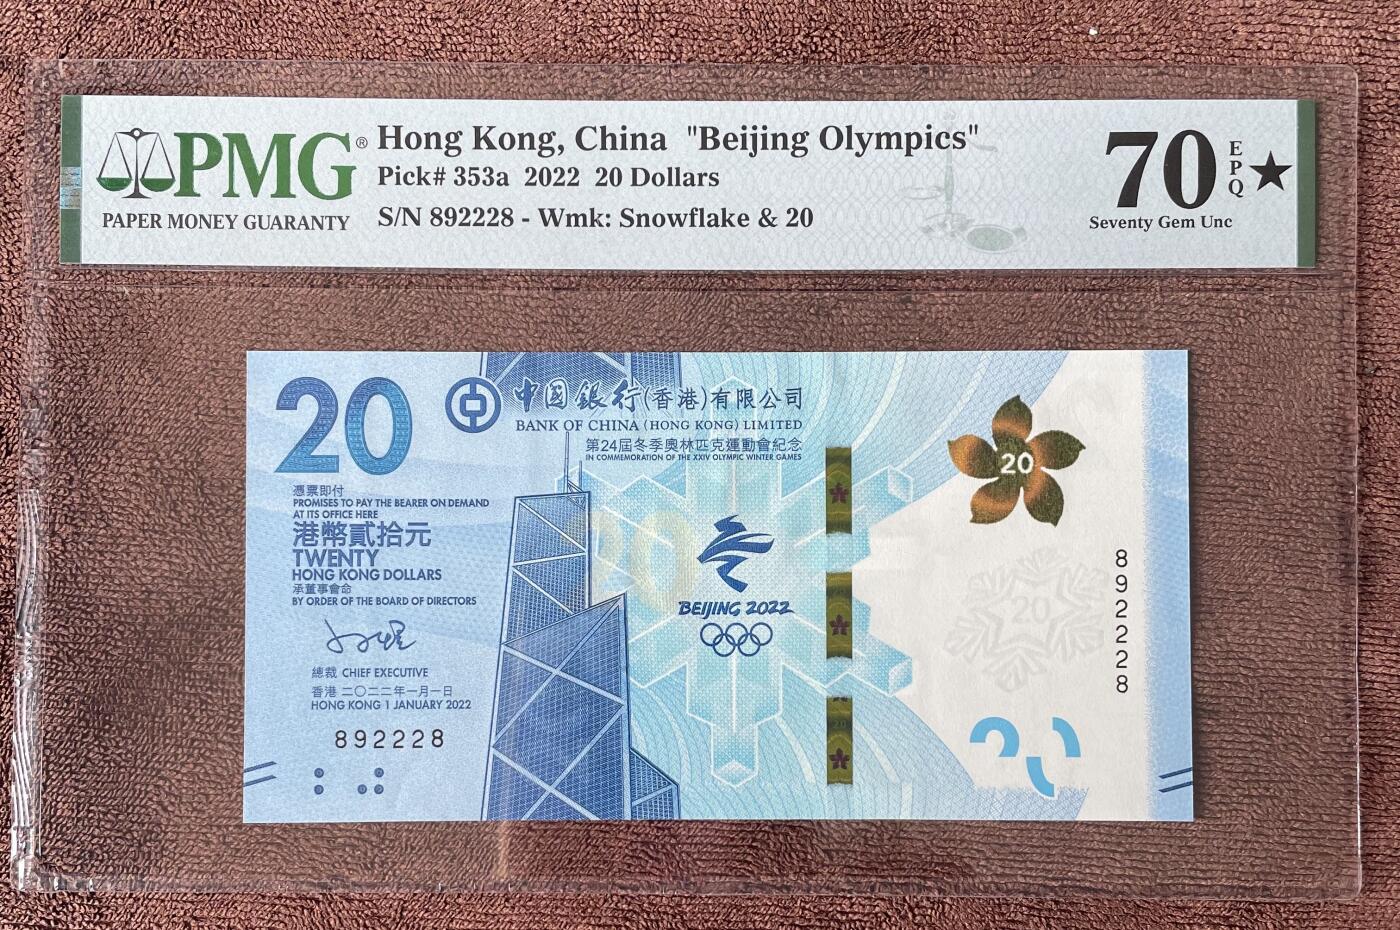 PMG®
PAPER MONEY GUARANTY
Hong Kong, China "Beijing Olympics"
Pick# 353a 2022 20 Dollars
S/N 892228 - Wmk: Snowflake & 20
70 EPQ ★
Seventy Gem Unc
20
中國銀行(香港)有限公司
BANK OF CHINA (HONG KONG) LIMITED
第24屆冬季奧林匹克運動會紀念
IN COMMEMORATION OF THE XXIV OLYMPIC WINTER GAMES
憑票即付
PROMISES TO PAY THE BEARER ON DEMAND
AT ITS OFFICE HERE
港幣貳拾元
TWENTY
HONG KONG DOLLARS
承董事會命
BY ORDER OF THE BOARD OF DIRECTORS
總裁 CHIEF EXECUTIVE
香港 二〇二二年一月一日
HONG KONG 1 JANUARY 2022
892228
20
BEIJING 2022
20
20
892228
20